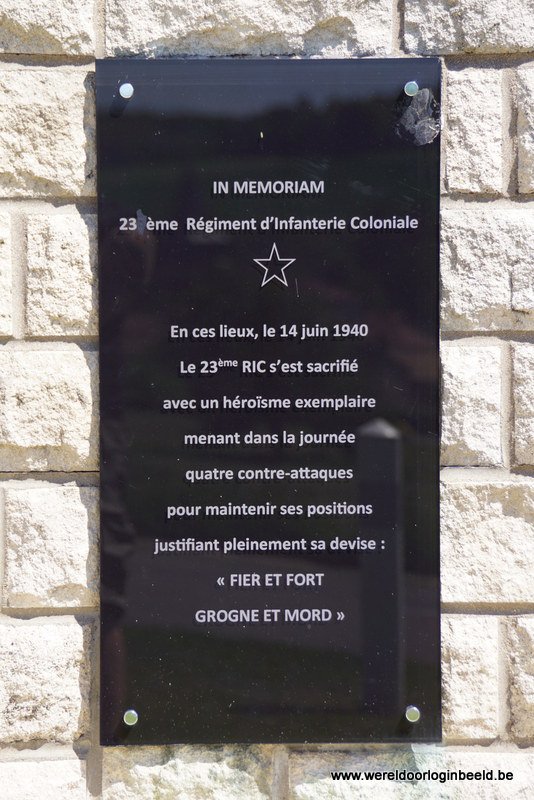 IN MEMORIAM
23 ème Régiment d'Infanterie Coloniale
En ces lieux, le 14 juin 1940
Le 23ème RIC s'est sacrifié
avec un héroïsme exemplaire
menant dans la journée
quatre contre-attaques
pour maintenir ses positions
justifiant pleinement sa devise :
« FIER ET FORT
GROGNE ET MORD »
www.wereldoorloginbeeld.be